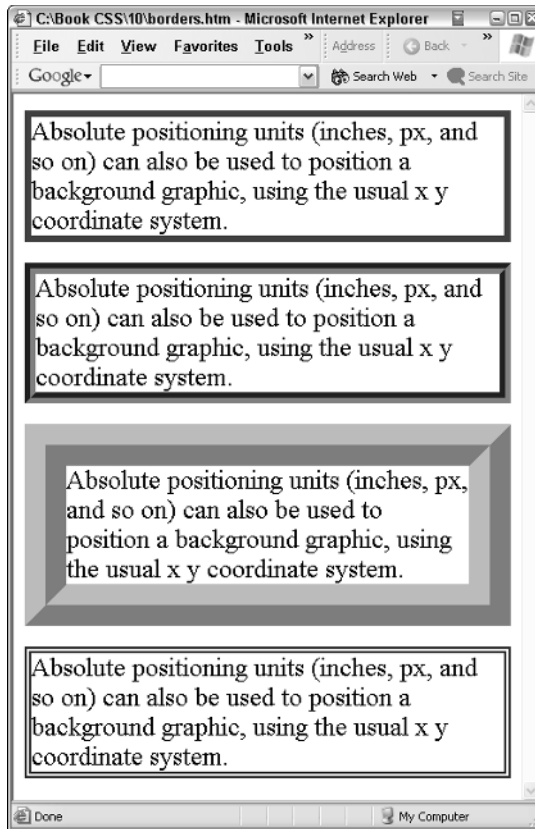 C:\Book CSS\10\borders.htm - Microsoft Internet Explorer
File Edit View Favorites Tools » Address Back »
Google Search Web Search Site
Absolute positioning units (inches, px, and
so on) can also be used to position a
background graphic, using the usual x y
coordinate system.
Absolute positioning units (inches, px, and
so on) can also be used to position a
background graphic, using the usual x y
coordinate system.
Absolute positioning units (inches, px,
and so on) can also be used to
position a background graphic, using
the usual x y coordinate system.
Absolute positioning units (inches, px, and
so on) can also be used to position a
background graphic, using the usual x y
coordinate system.
Done My Computer